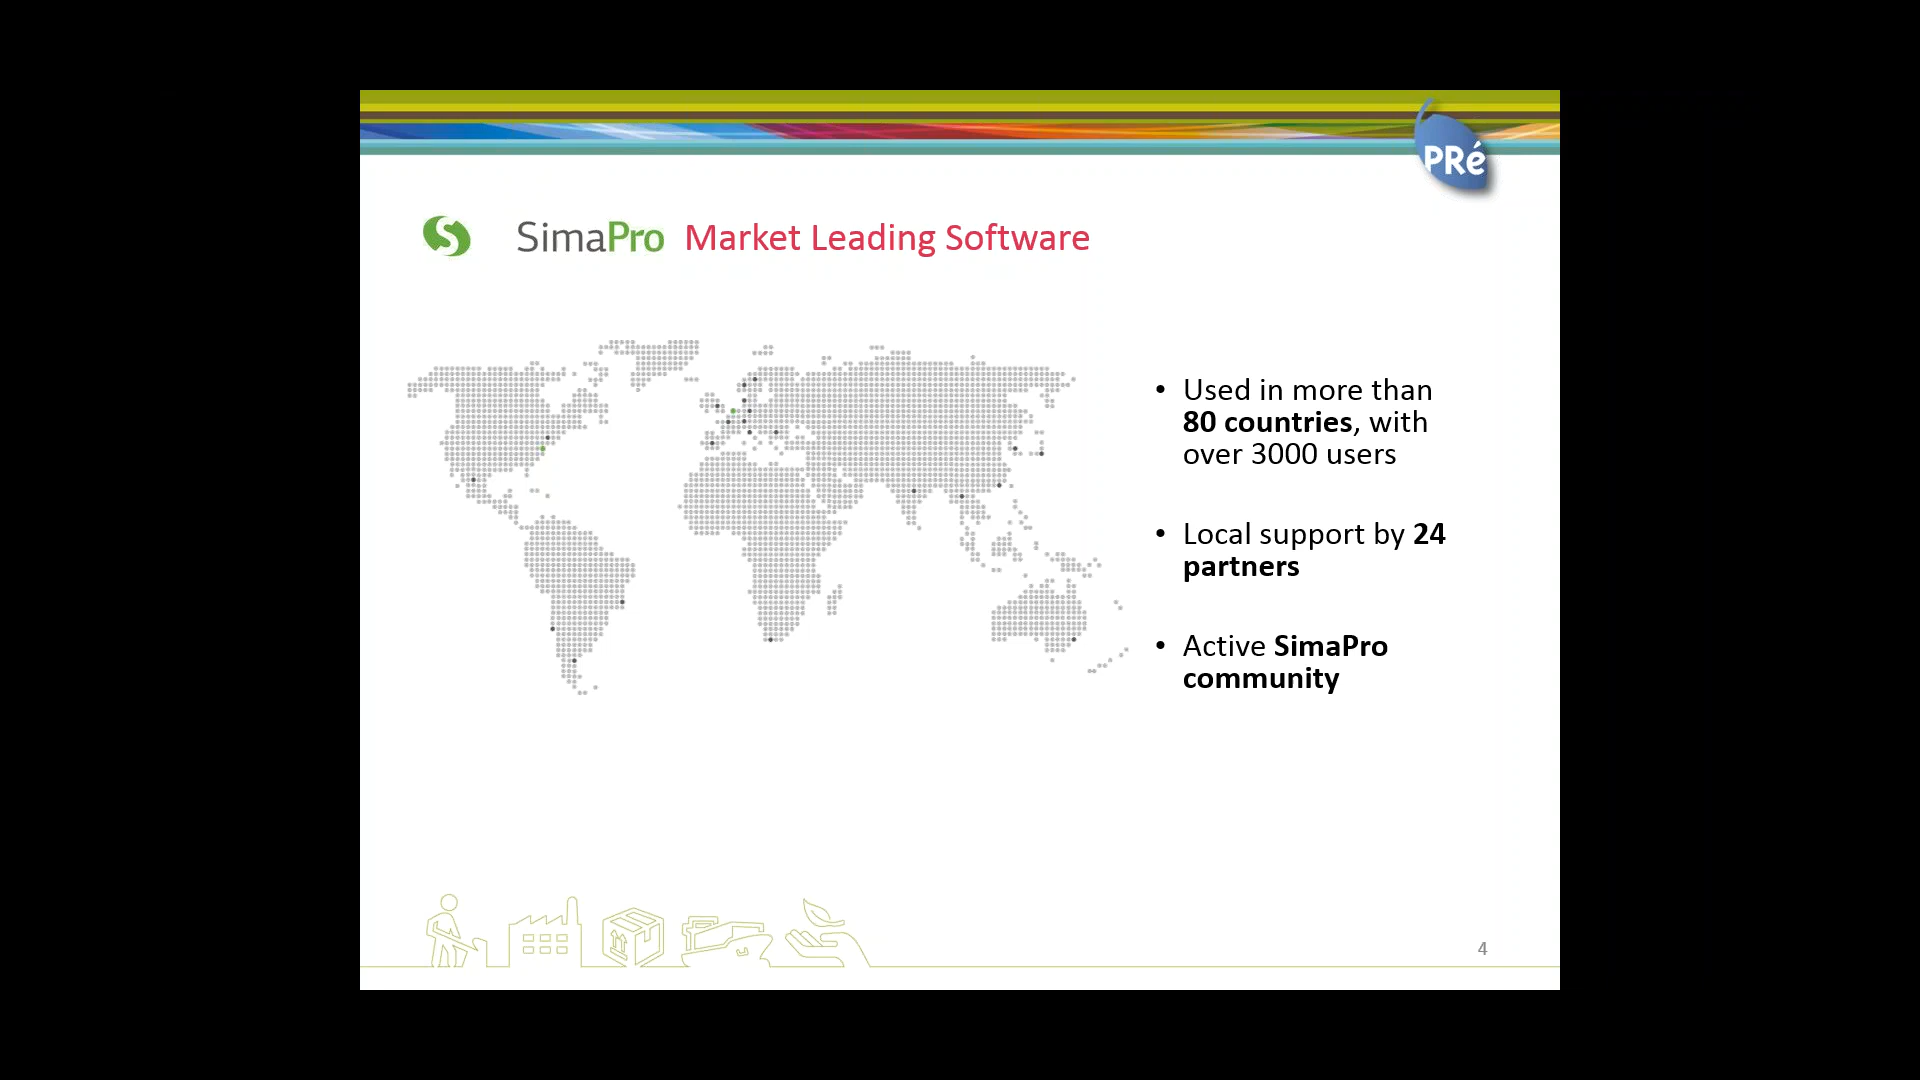 PRé
SimaPro Market Leading Software
• Used in more than
80 countries, with
over 3000 users
• Local support by 24
partners
• Active SimaPro
community
4